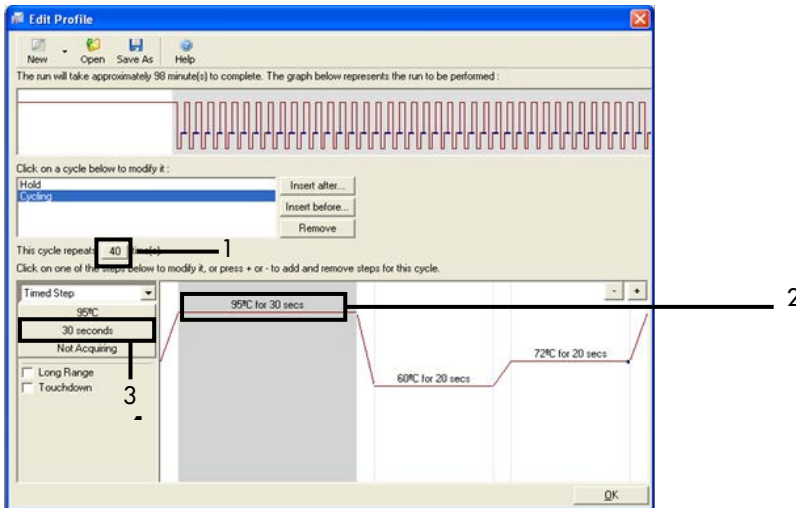 Edit Profile
New Open Save As Help
The run will take approximately 98 minute(s) to complete. The graph below represents the run to be performed :
Click on a cycle below to modify it :
Hold
Cycling
Insert after...
Insert before...
Remove
This cycle repeats 40 time(s).
1
Click on one of the steps below to modify it, or press + or - to add and remove steps for this cycle.
Timed Step
- +
95ºC
30 seconds
Not Acquiring
Long Range
Touchdown
3
95ºC for 30 secs
2
60ºC for 20 secs
72ºC for 20 secs
OK